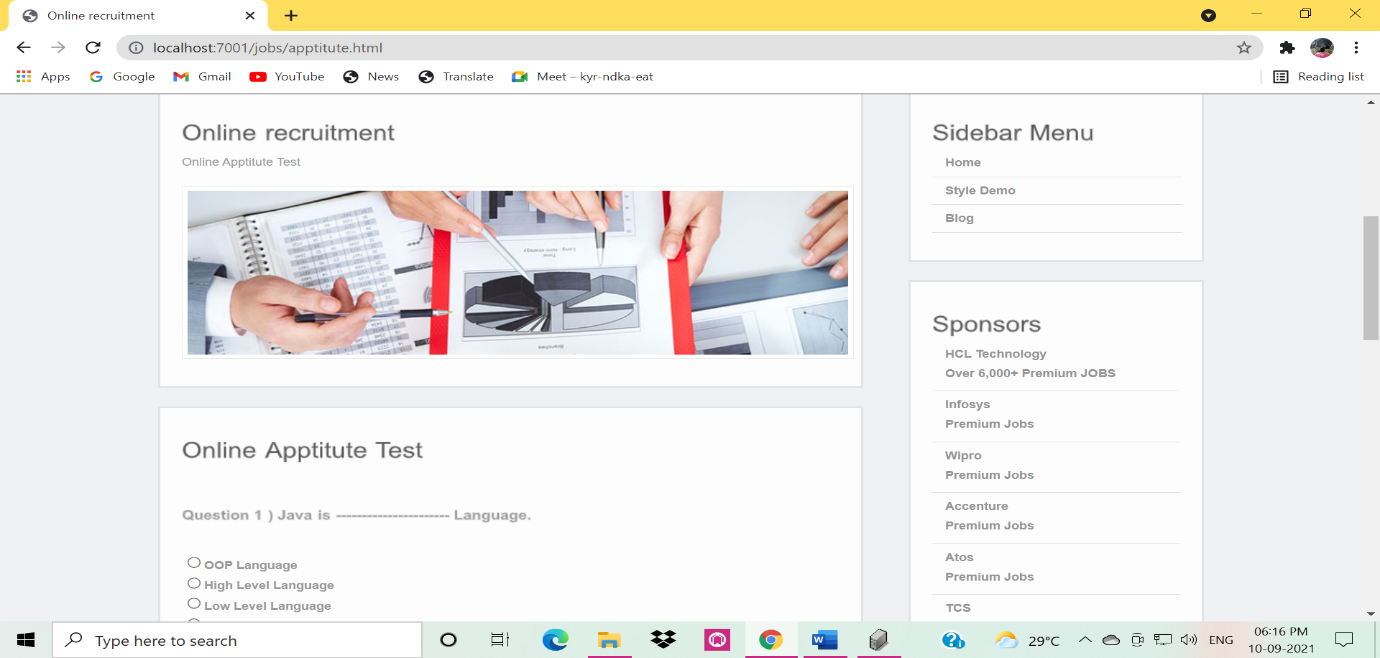 Online recruitment
localhost:7001/jobs/apptitute.html
Apps Google Gmail YouTube News Translate Meet – kyr-ndka-eat Reading list
Online recruitment
Online Apptitute Test
Online Apptitute Test
Question 1 ) Java is ---------------------- Language.
OOP Language
High Level Language
Low Level Language
Sidebar Menu
Home
Style Demo
Blog
Sponsors
HCL Technology
Over 6,000+ Premium JOBS
Infosys
Premium Jobs
Wipro
Premium Jobs
Accenture
Premium Jobs
Atos
Premium Jobs
TCS
Type here to search
29°C
ENG
06:16 PM
10-09-2021